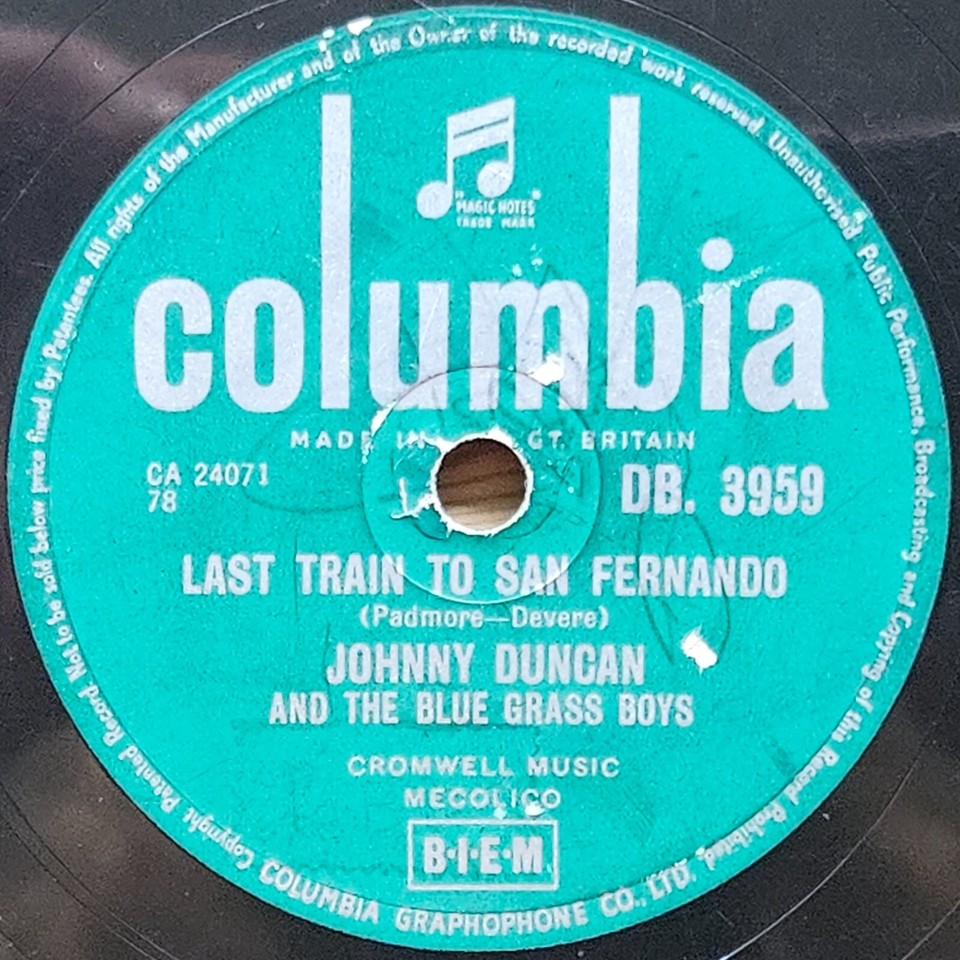 All rights of the Manufacturer and of the Owner of the recorded work reserved. Unauthorised Public Performance, Broadcasting and Copying of this Record Prohibited.
"MAGIC NOTES"
TRADE MARK
columbia
MADE IN GT. BRITAIN
CA 24071
78
DB. 3959
LAST TRAIN TO SAN FERNANDO
(Padmore—Devere)
JOHNNY DUNCAN
AND THE BLUE GRASS BOYS
CROMWELL MUSIC
MECOLICO
B·I·E·M
Copyright Patented Record Not to be sold below price fixed by Patentees.
COLUMBIA GRAPHOPHONE CO., LTD.